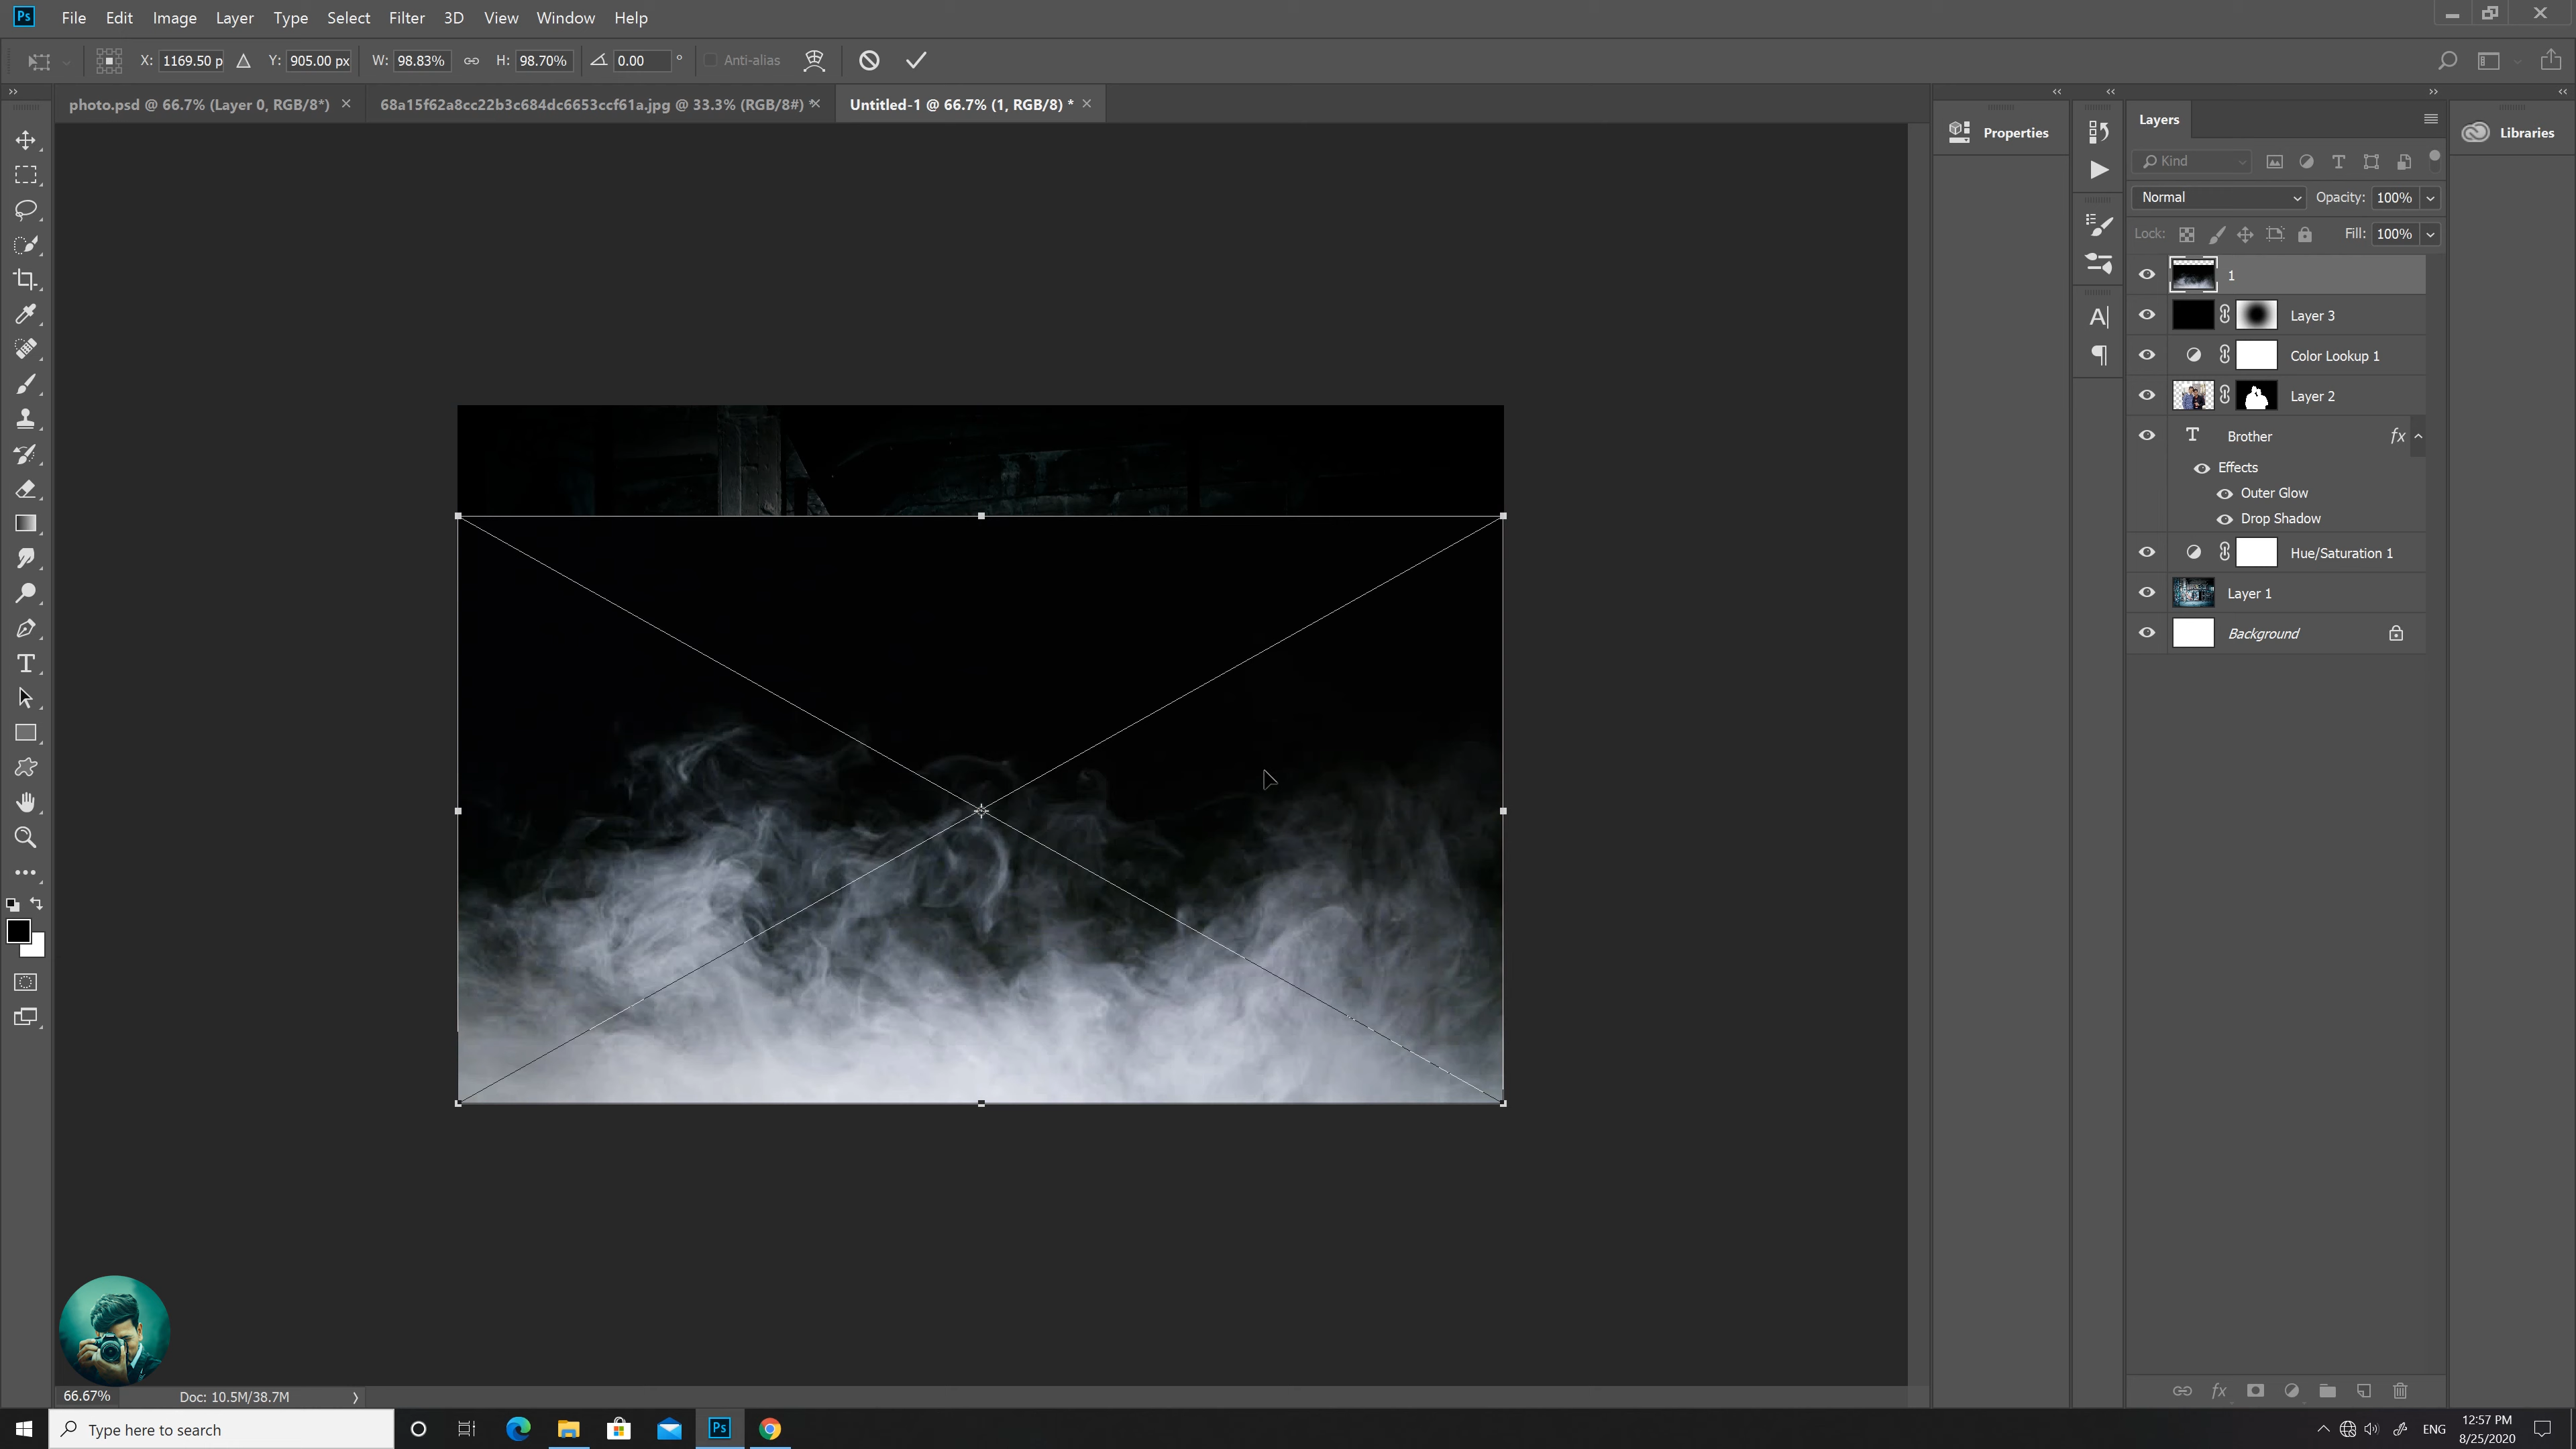 Ps File Edit Image Layer Type Select Filter 3D View Window Help
X: 1169.50 p Y: 905.00 px W: 98.83% H: 98.70% 0.00 ° Anti-alias
photo.psd @ 66.7% (Layer 0, RGB/8*) × 68a15f62a8cc22b3c684dc6653ccf61a.jpg @ 33.3% (RGB/8#) * × Untitled-1 @ 66.7% (1, RGB/8) * ×
Properties
Layers
Libraries
Kind
Normal Opacity: 100%
Lock: Fill: 100%
1
Layer 3
Color Lookup 1
Layer 2
Brother fx
Effects
Outer Glow
Drop Shadow
Hue/Saturation 1
Layer 1
Background
66.67% Doc: 10.5M/38.7M
fx
Type here to search
Ps
ENG
12:57 PM
8/25/2020